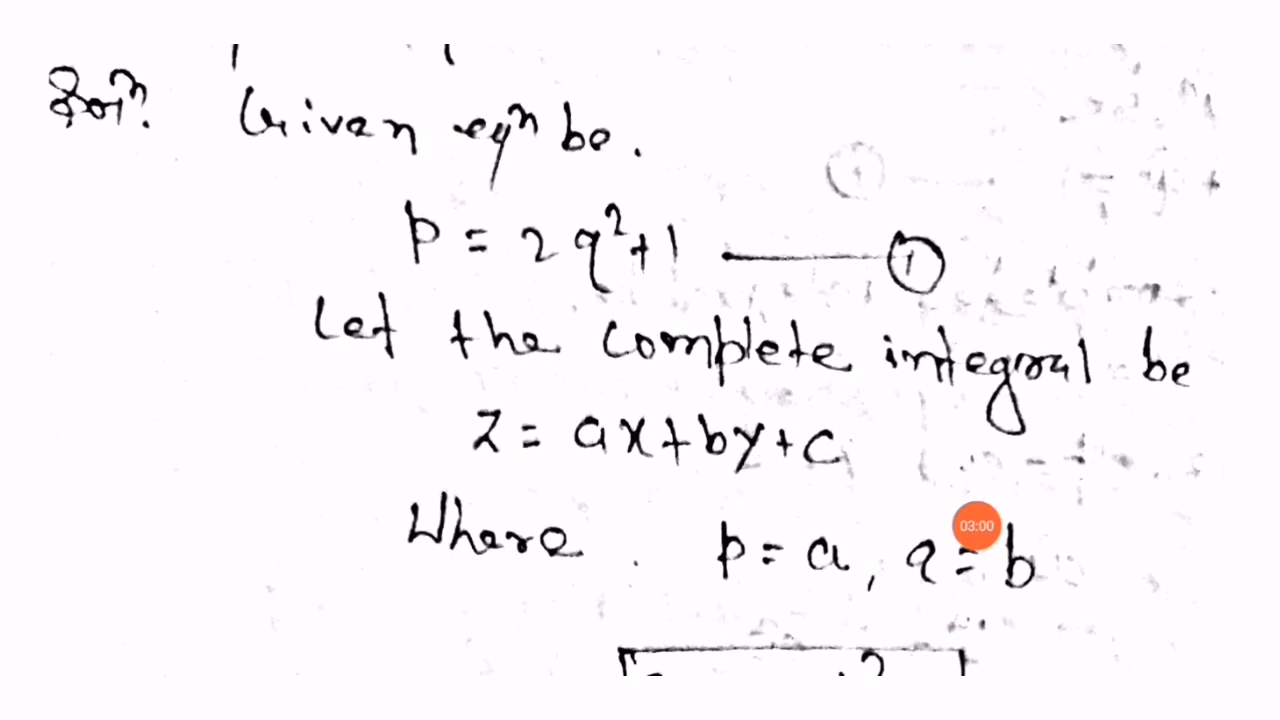 Solⁿ. Given eqⁿ be.
p = 2q²+1 ——— ①
Let the complete integral be
z = ax+by+c
Where p = a, q = b
03:00